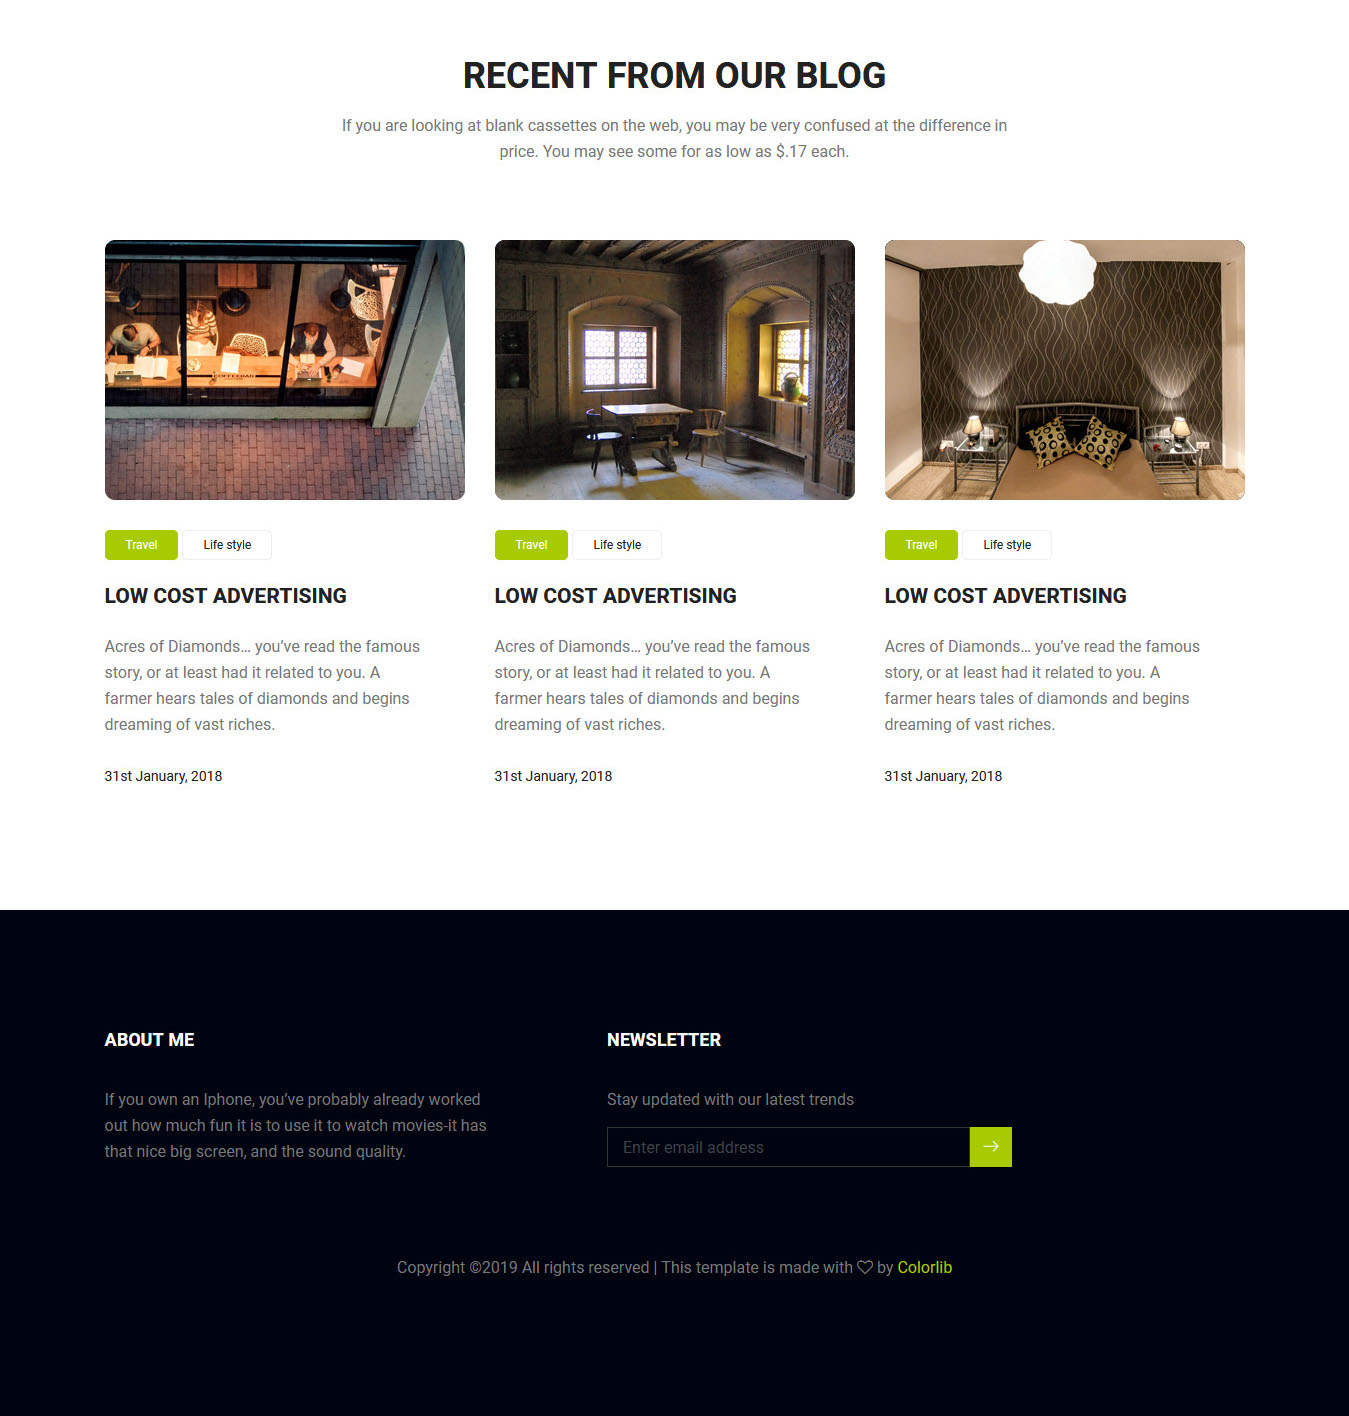 RECENT FROM OUR BLOG
If you are looking at blank cassettes on the web, you may be very confused at the difference in
price. You may see some for as low as $.17 each.
Travel Life style
LOW COST ADVERTISING
Acres of Diamonds… you’ve read the famous
story, or at least had it related to you. A
farmer hears tales of diamonds and begins
dreaming of vast riches.
31st January, 2018
Travel Life style
LOW COST ADVERTISING
Acres of Diamonds… you’ve read the famous
story, or at least had it related to you. A
farmer hears tales of diamonds and begins
dreaming of vast riches.
31st January, 2018
Travel Life style
LOW COST ADVERTISING
Acres of Diamonds… you’ve read the famous
story, or at least had it related to you. A
farmer hears tales of diamonds and begins
dreaming of vast riches.
31st January, 2018
ABOUT ME
If you own an Iphone, you’ve probably already worked
out how much fun it is to use it to watch movies-it has
that nice big screen, and the sound quality.
NEWSLETTER
Stay updated with our latest trends
Enter email address
Copyright ©2019 All rights reserved | This template is made with ♡ by Colorlib